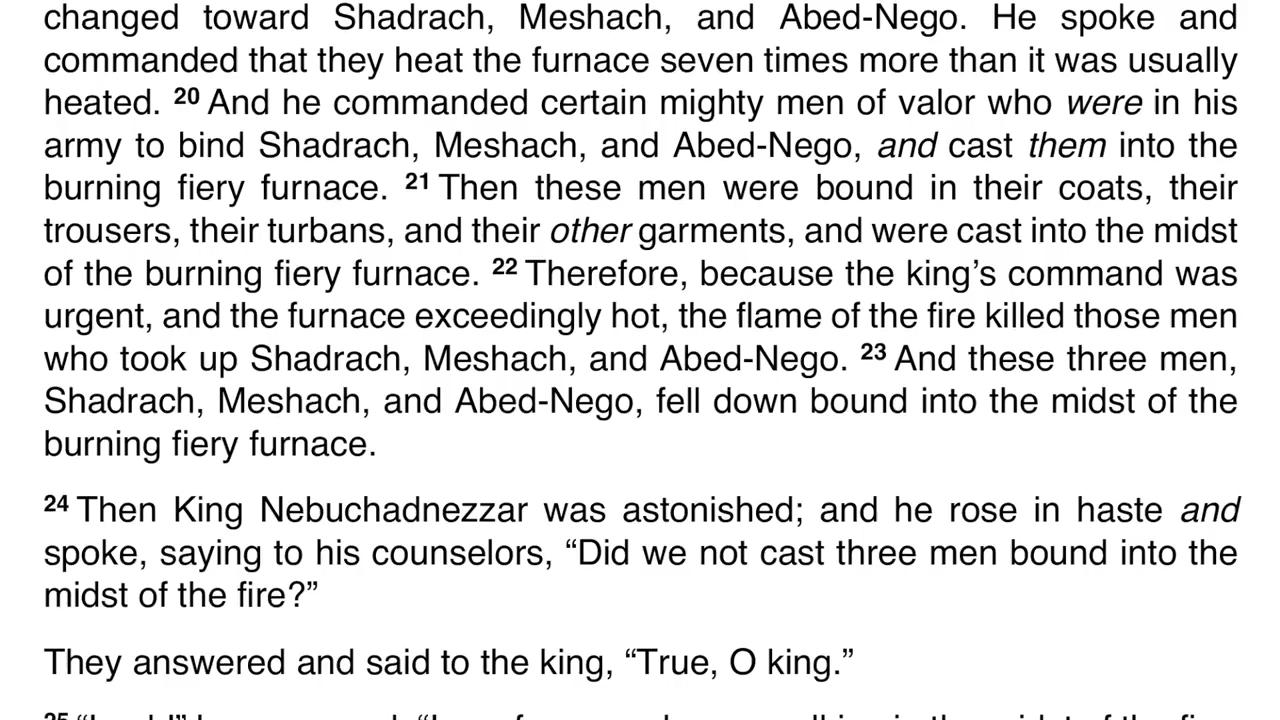 changed toward Shadrach, Meshach, and Abed-Nego. He spoke and
commanded that they heat the furnace seven times more than it was usually
heated. 20 And he commanded certain mighty men of valor who were in his
army to bind Shadrach, Meshach, and Abed-Nego, and cast them into the
burning fiery furnace. 21 Then these men were bound in their coats, their
trousers, their turbans, and their other garments, and were cast into the midst
of the burning fiery furnace. 22 Therefore, because the king’s command was
urgent, and the furnace exceedingly hot, the flame of the fire killed those men
who took up Shadrach, Meshach, and Abed-Nego. 23 And these three men,
Shadrach, Meshach, and Abed-Nego, fell down bound into the midst of the
burning fiery furnace.
24 Then King Nebuchadnezzar was astonished; and he rose in haste and
spoke, saying to his counselors, “Did we not cast three men bound into the
midst of the fire?”
They answered and said to the king, “True, O king.”